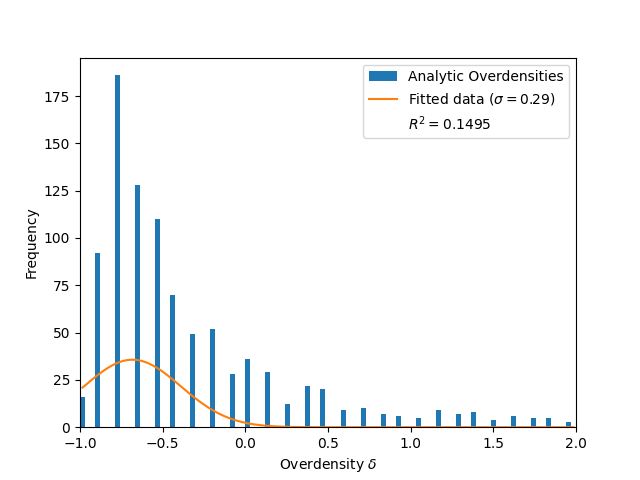 Analytic Overdensities
Fitted data (σ = 0.29)
R² = 0.1495
175
150
125
100
75
50
25
0
Frequency
−1.0 −0.5 0.0 0.5 1.0 1.5 2.0
Overdensity δ